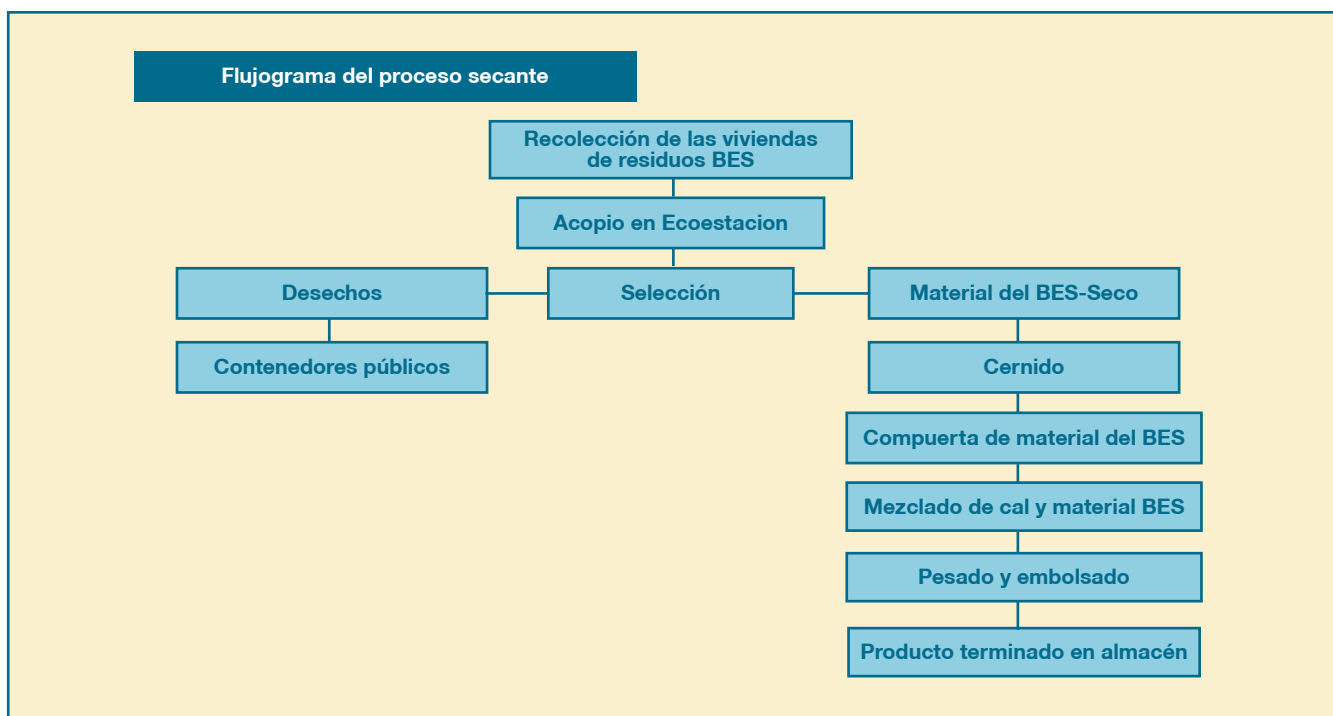 Flujograma del proceso secante
Recolección de las viviendas
de residuos BES
Acopio en Ecoestacion
Desechos
Selección
Material del BES-Seco
Contenedores públicos
Cernido
Compuerta de material del BES
Mezclado de cal y material BES
Pesado y embolsado
Producto terminado en almacén